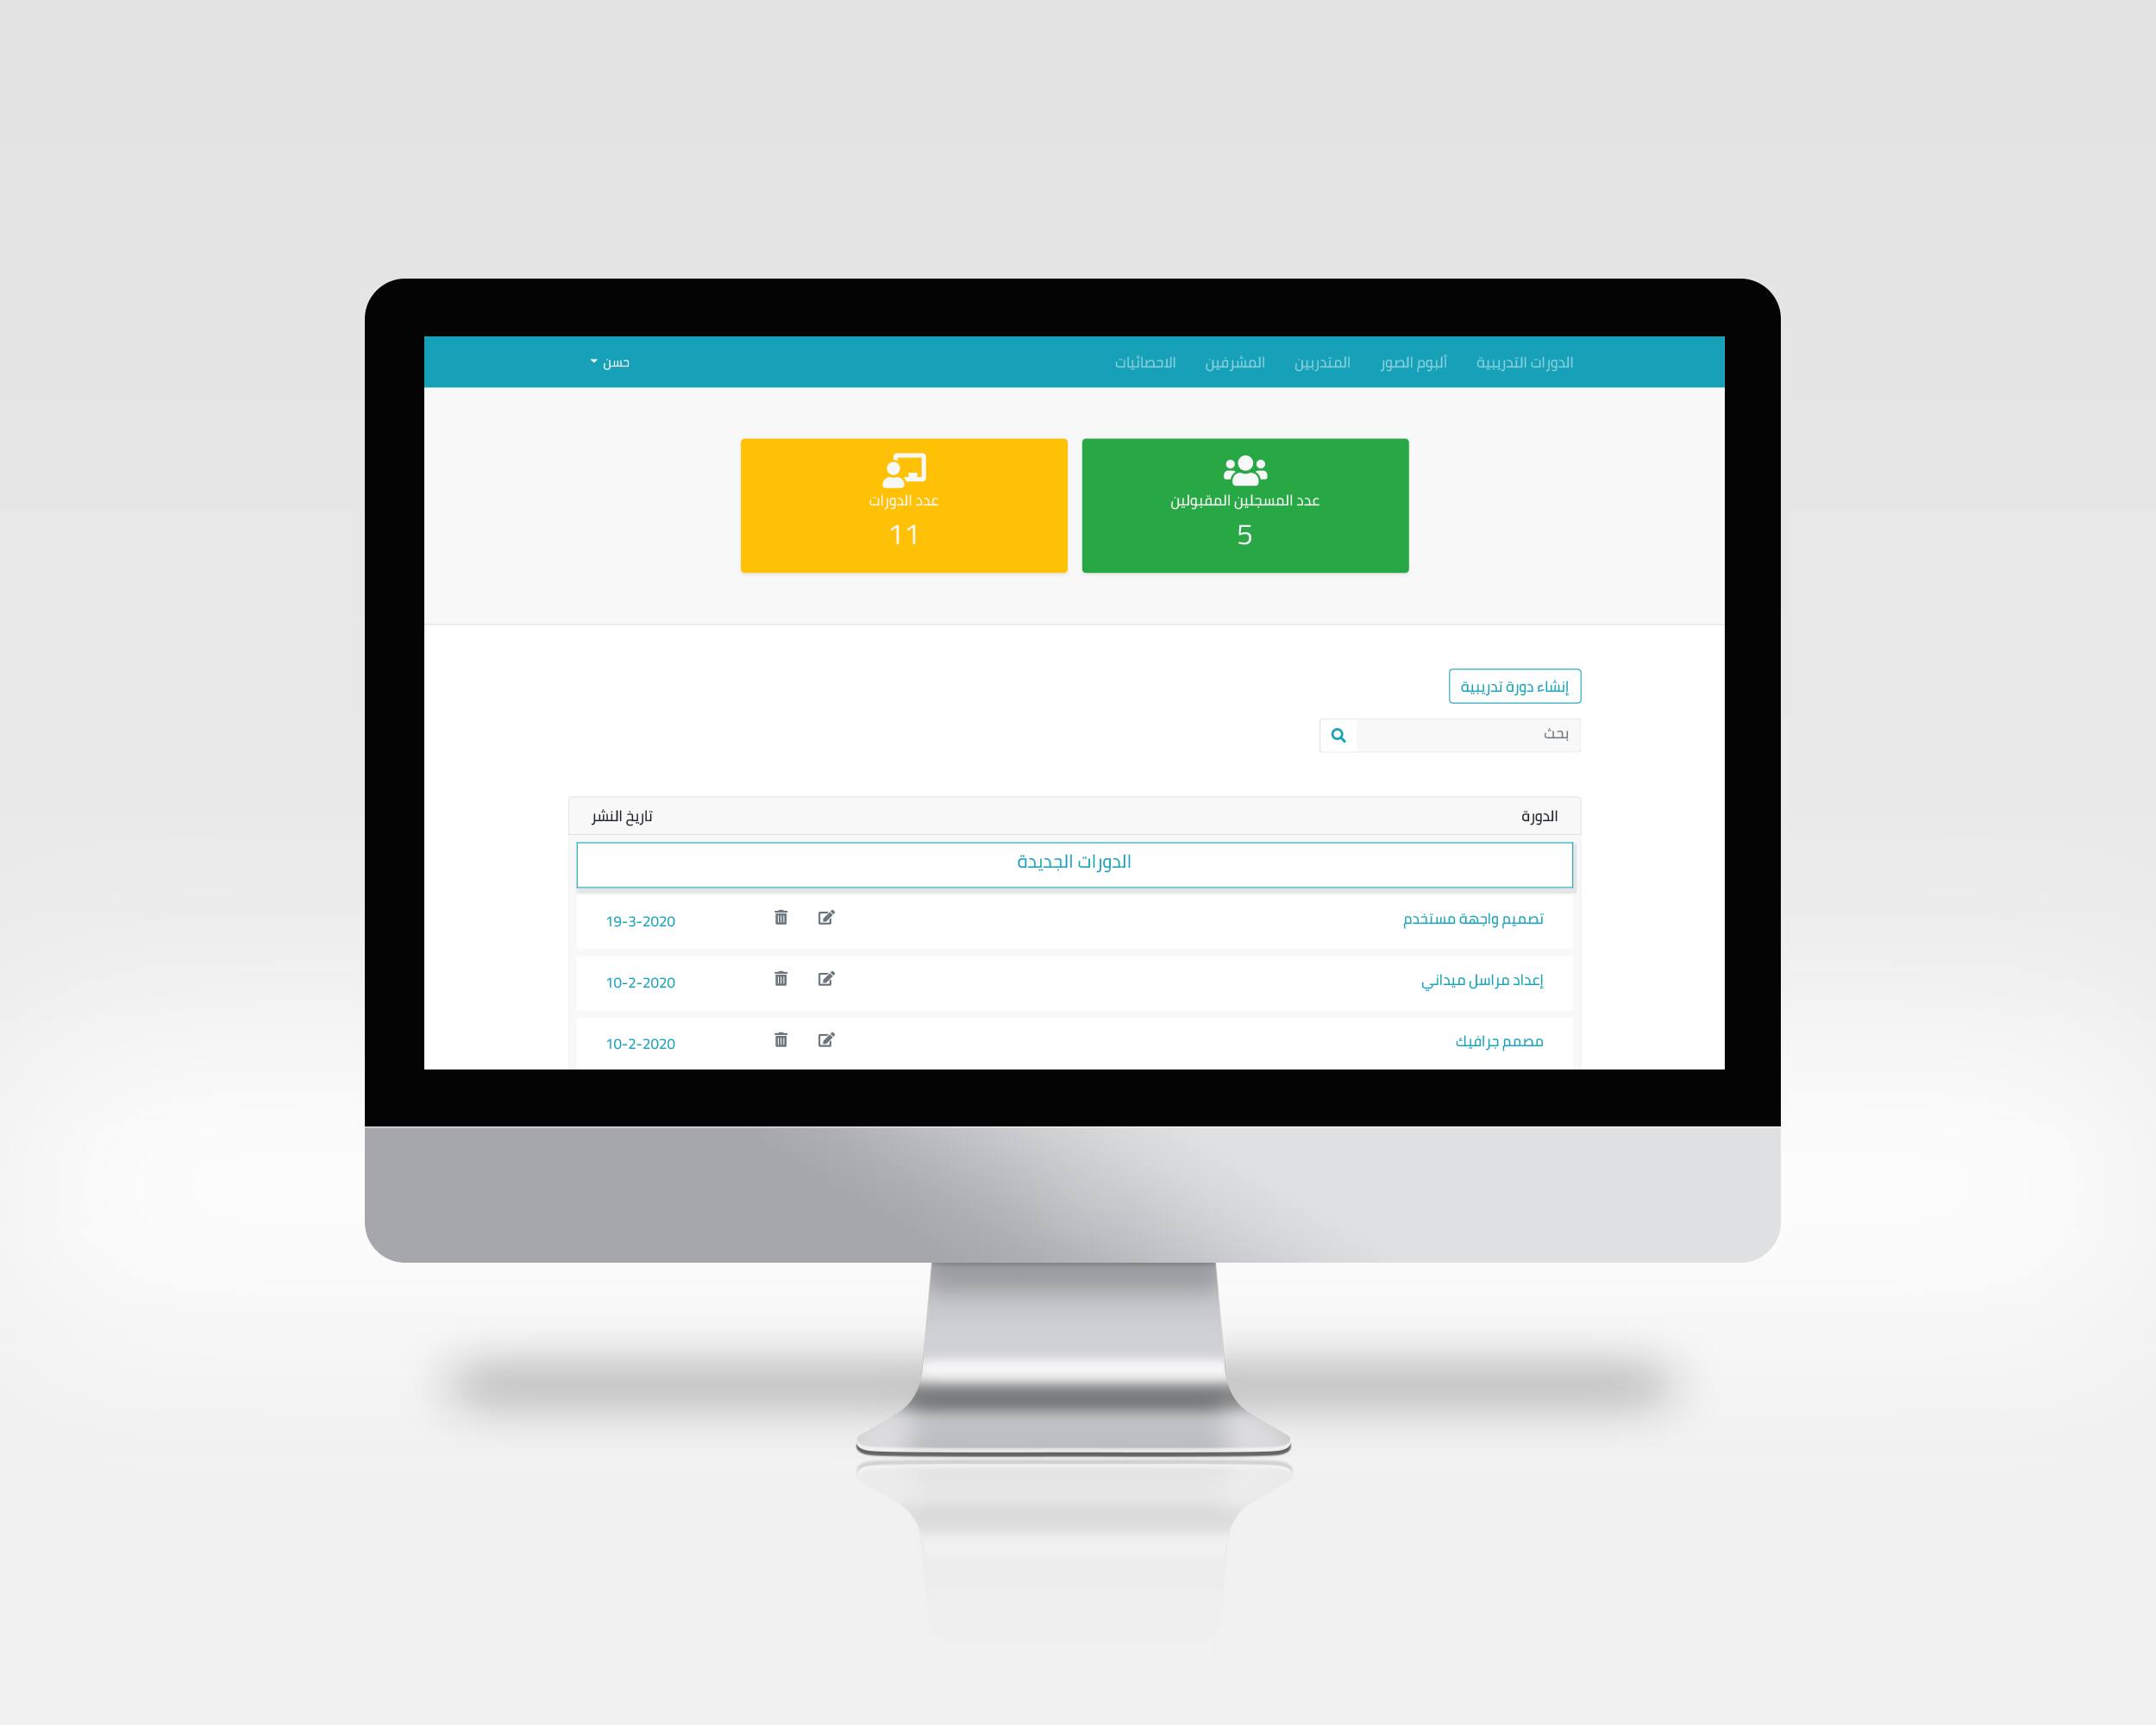 الدورات التدريبية ألبوم الصور المتدربين المشرفين الاحصائيات حسن
عدد المسجلين المقبولين
5
عدد الدورات
11
إنشاء دورة تدريبية
بحث
الدورة تاريخ النشر
الدورات الجديدة
تصميم واجهة مستخدم 19-3-2020
إعداد مراسل ميداني 10-2-2020
مصمم جرافيك 10-2-2020